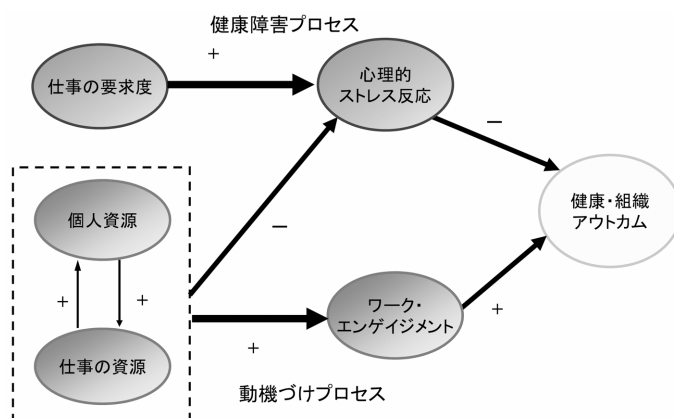 健康障害プロセス
+
仕事の要求度
心理的
ストレス反応
−
個人資源
−
健康・組織
アウトカム
+
+
ワーク・
エンゲイジメント
+
仕事の資源
+
動機づけプロセス